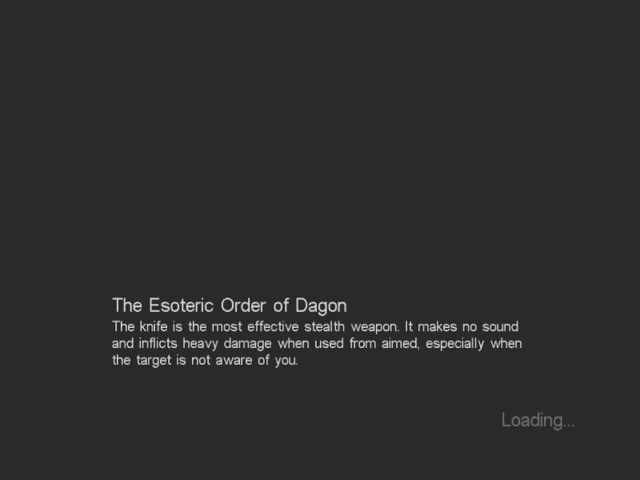 The Esoteric Order of Dagon
The knife is the most effective stealth weapon. It makes no sound
and inflicts heavy damage when used from aimed, especially when
the target is not aware of you.
Loading...